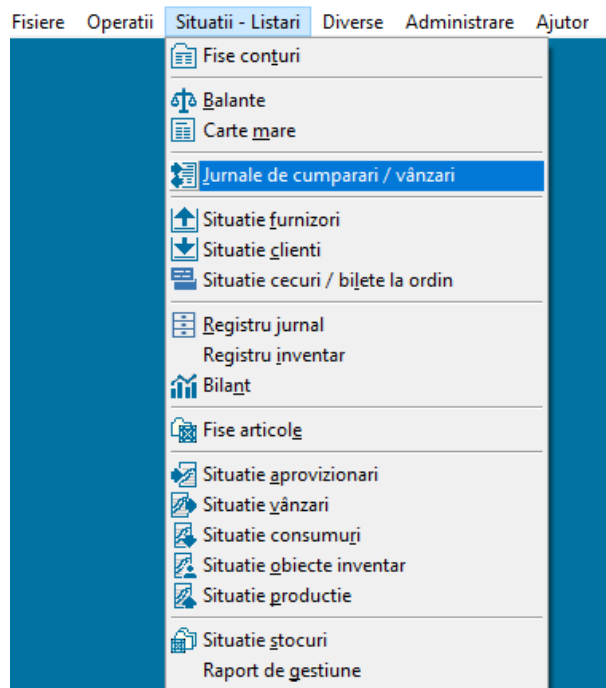 Fisiere Operatii Situatii - Listari Diverse Administrare Ajutor
Fise conturi
Balante
Carte mare
Jurnale de cumparari / vânzari
Situatie furnizori
Situatie clienti
Situatie cecuri / bilete la ordin
Registru jurnal
Registru inventar
Bilant
Fise articole
Situatie aprovizionari
Situatie vânzari
Situatie consumuri
Situatie obiecte inventar
Situatie productie
Situatie stocuri
Raport de gestiune